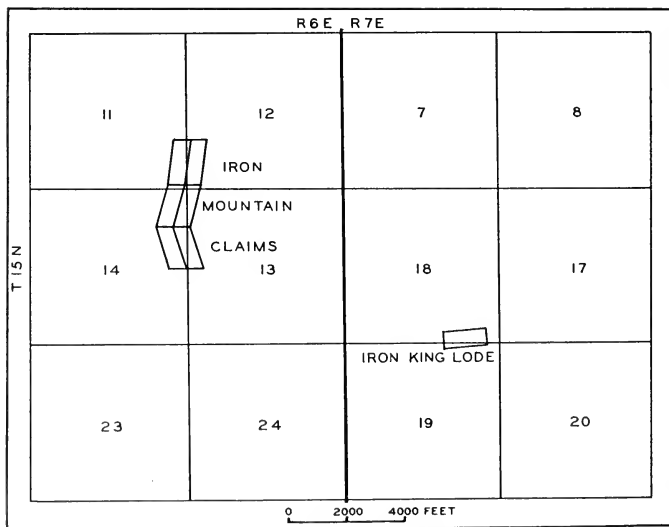 R6E R7E
11 12 7 8
IRON
MOUNTAIN
CLAIMS
T15N
14 13 18 17
IRON KING LODE
23 24 19 20
0 2000 4000 FEET